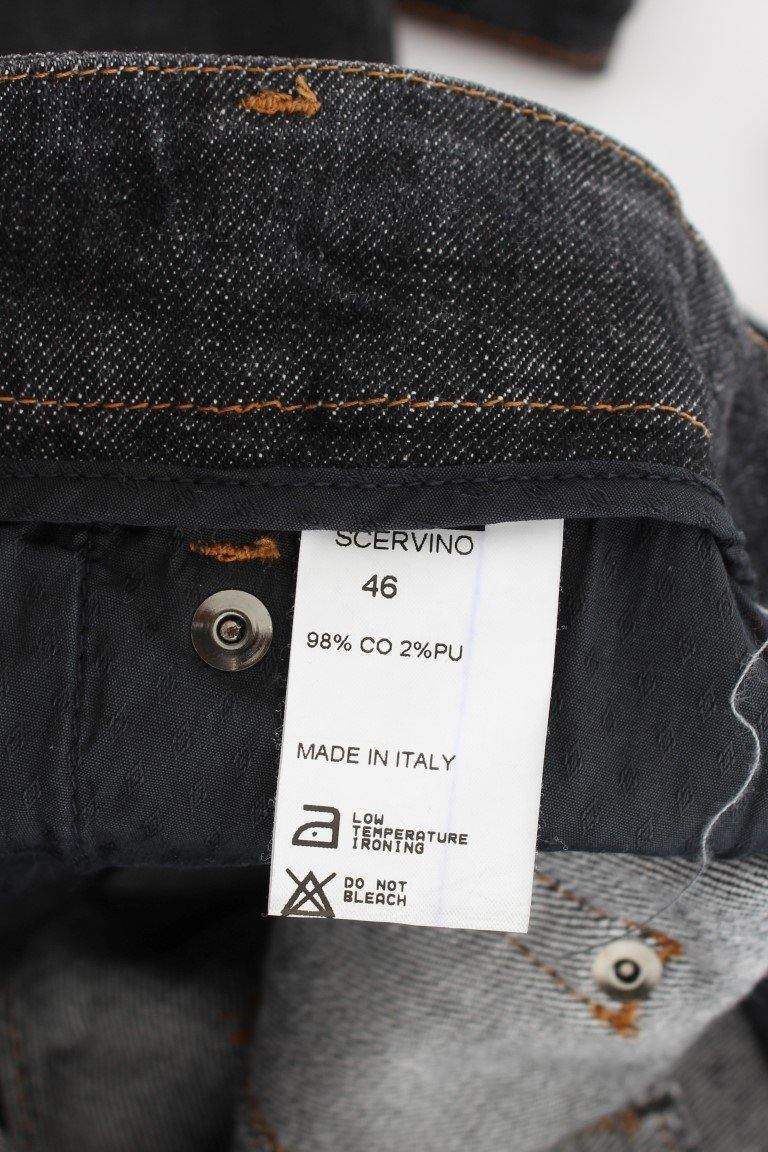 SCERVINO
46
98% CO 2%PU
MADE IN ITALY
LOW
TEMPERATURE
IRONING
DO NOT
BLEACH